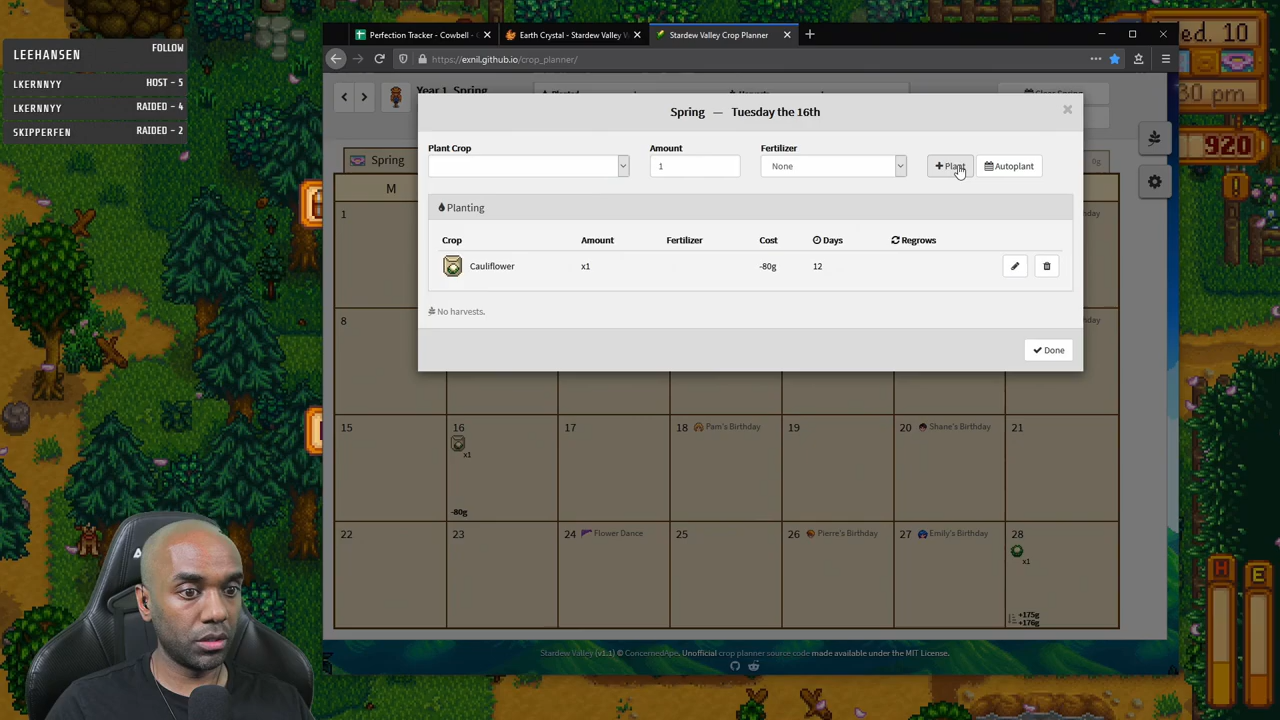 LEEHANSEN
FOLLOW
LKERNNYY
HOST – 5
LKERNNYY
RAIDED – 4
SKIPPERFEN
RAIDED – 2
Perfection Tracker - Cowbell -
Earth Crystal - Stardew Valley
Stardew Valley Crop Planner
https://exnil.github.io/crop_planner/
ed. 10
30 pm
920
Year 1, Spring
Spring — Tuesday the 16th
Plant Crop
Amount
Fertilizer
1
None
Plant
Autoplant
Planting
Crop
Amount
Fertilizer
Cost
Days
Regrows
Cauliflower
x1
-80g
12
No harvests.
Done
Spring
0g
M
1
8
15
16
x1
-80g
17
18
Pam's Birthday
19
20
Shane's Birthday
21
22
23
24
Flower Dance
25
26
Pierre's Birthday
27
Emily's Birthday
28
x1
+175g
+176g
Stardew Valley (v1.1) © ConcernedApe. Unofficial crop planner source code made available under the MIT License.
H
E